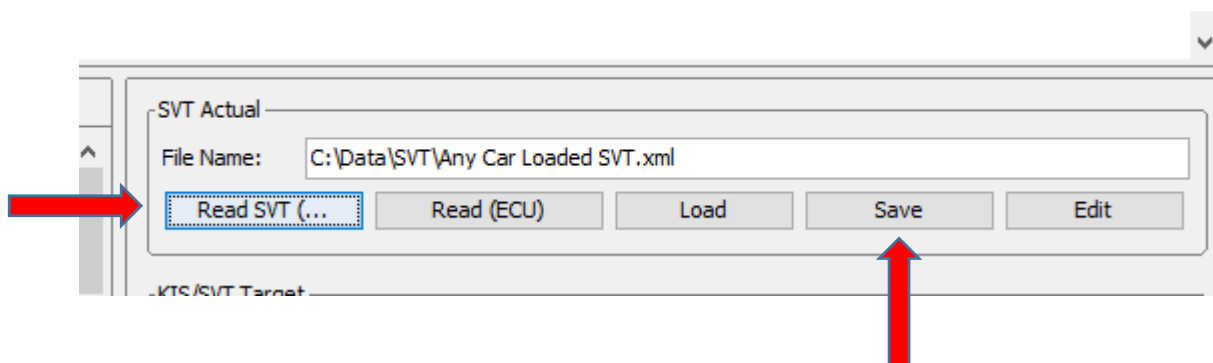 SVT Actual
File Name: C:\Data\SVT\Any Car Loaded SVT.xml
Read SVT (... Read (ECU) Load Save Edit
KIS/SVT Target